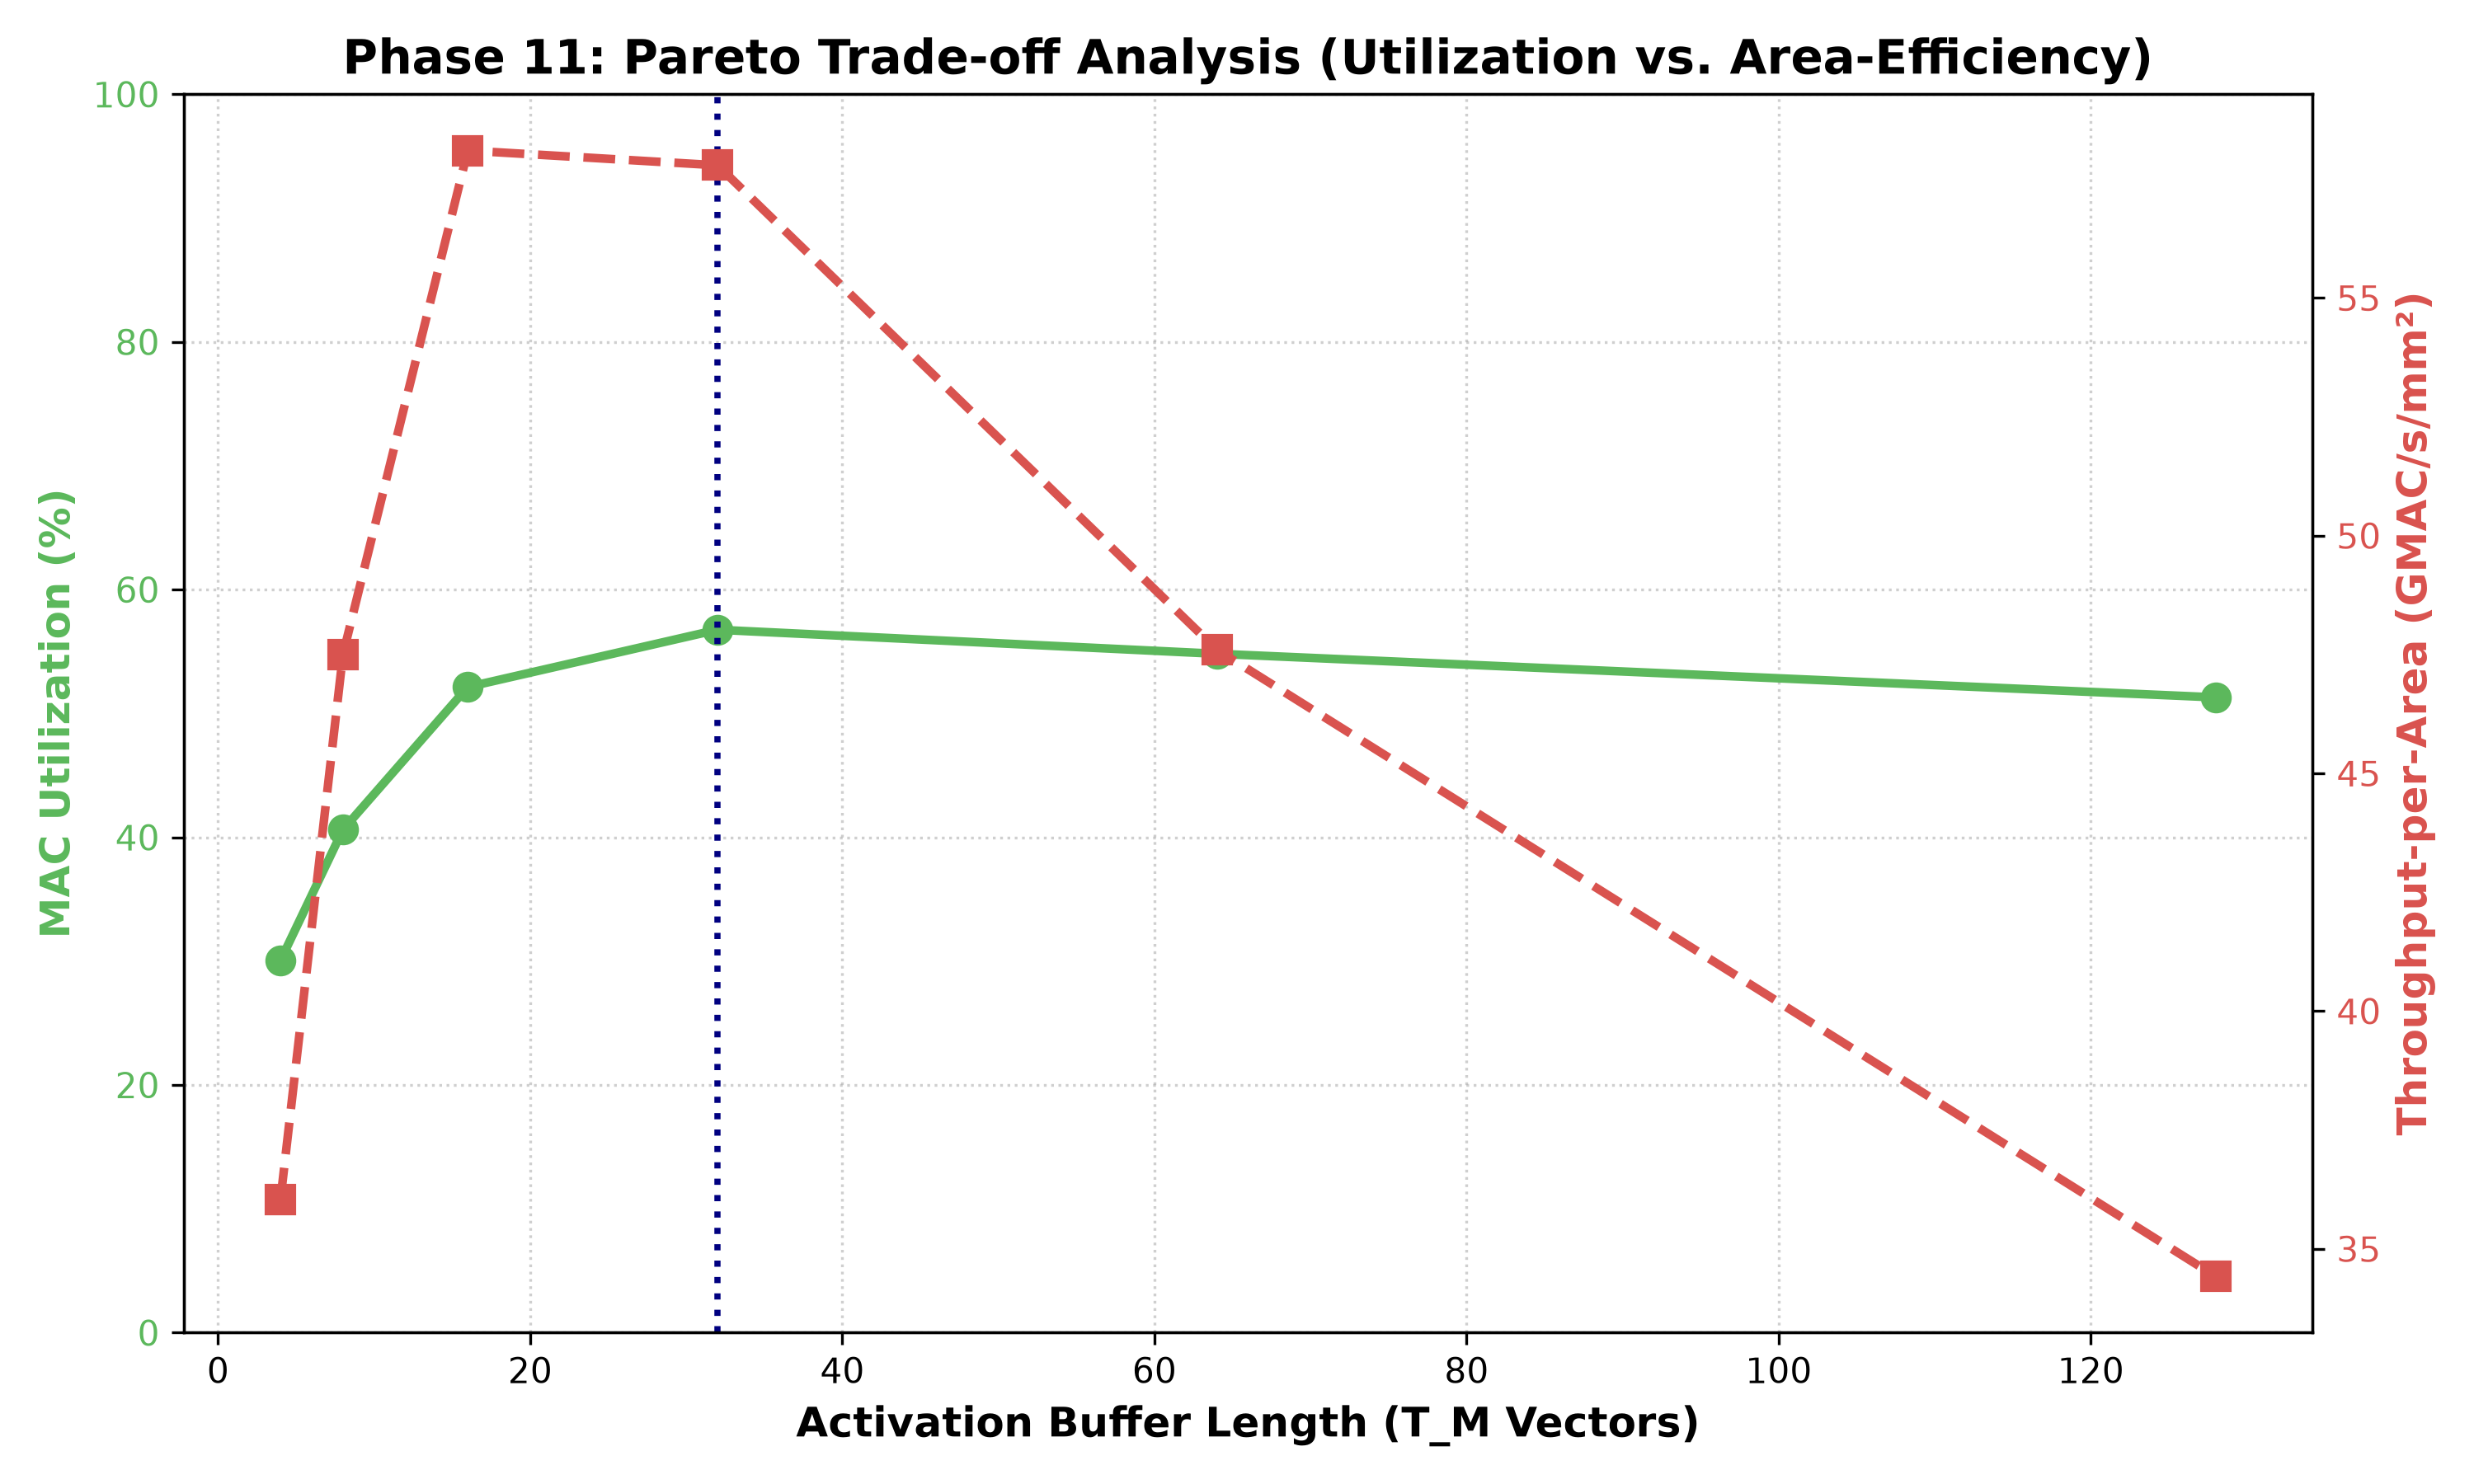 Phase 11: Pareto Trade-off Analysis (Utilization vs. Area-Efficiency)
100
80
60
40
20
0
MAC Utilization (%)
55
50
45
40
35
Throughput-per-Area (GMAC/s/mm²)
0 20 40 60 80 100 120
Activation Buffer Length (T_M Vectors)